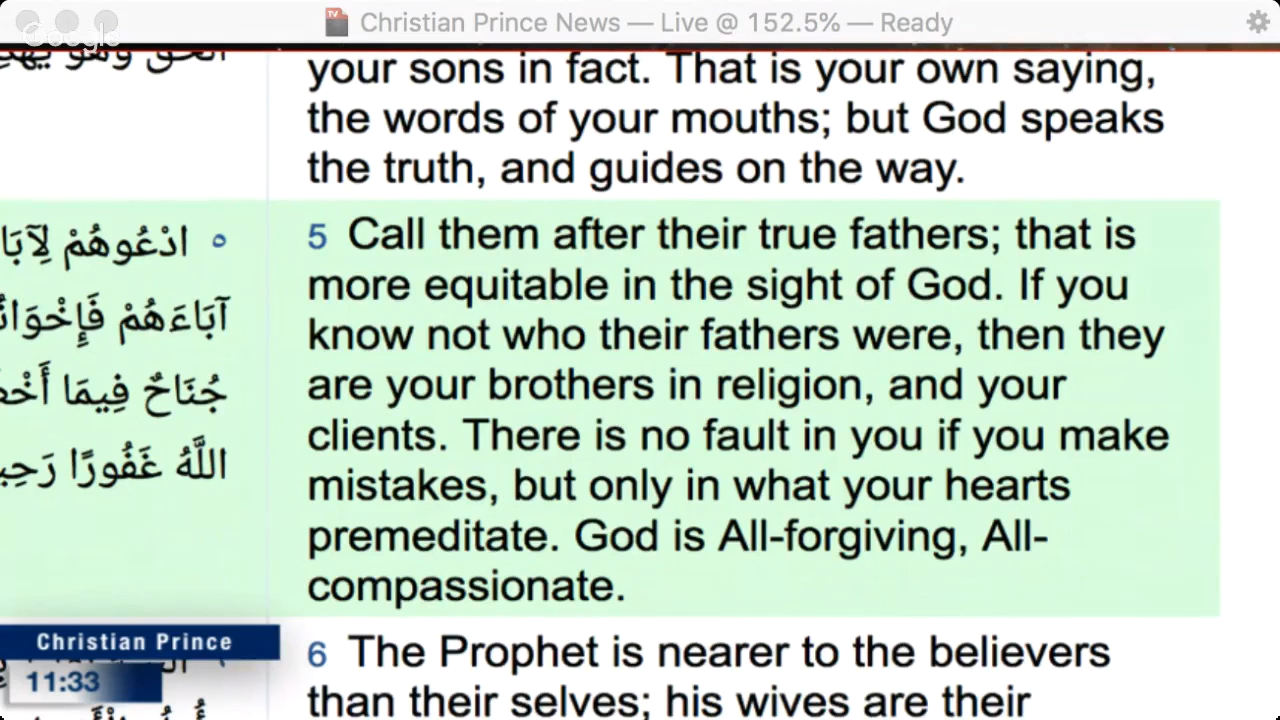 Christian Prince News — Live @ 152.5% — Ready
Google
الحق وهو يهد
your sons in fact. That is your own saying,
the words of your mouths; but God speaks
the truth, and guides on the way.
٥ ادْعُوهُمْ لِآبَا
آبَاءَهُمْ فَإِخْوَا
جُنَاحٌ فِيمَا أَخْ
اللَّهُ غَفُورًا رَحِي
5 Call them after their true fathers; that is
more equitable in the sight of God. If you
know not who their fathers were, then they
are your brothers in religion, and your
clients. There is no fault in you if you make
mistakes, but only in what your hearts
premeditate. God is All-forgiving, All-
compassionate.
6 The Prophet is nearer to the believers
than their selves; his wives are their
Christian Prince
11:33